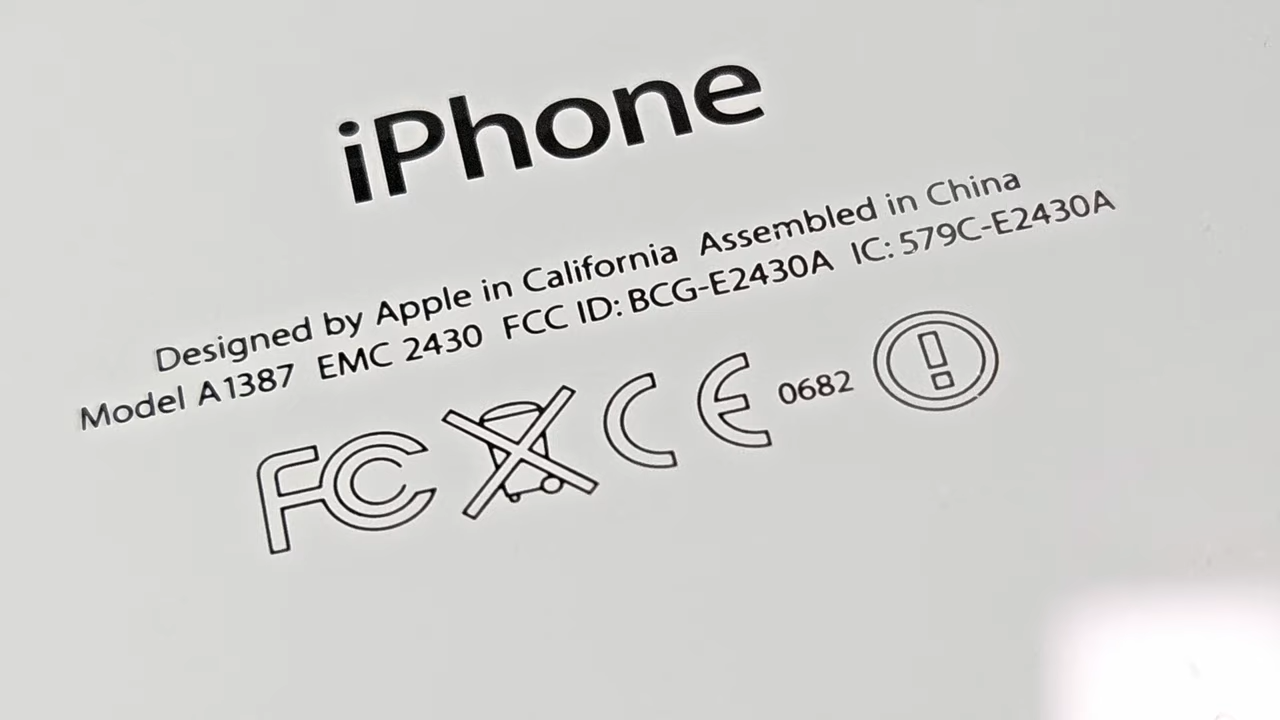 iPhone
Designed by Apple in California Assembled in China
Model A1387 EMC 2430 FCC ID: BCG-E2430A IC: 579C-E2430A
FC CE 0682